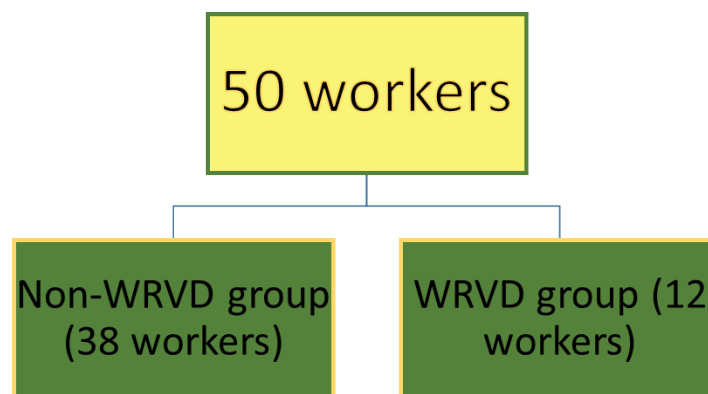 50 workers
Non-WRVD group
(38 workers)
WRVD group (12
workers)